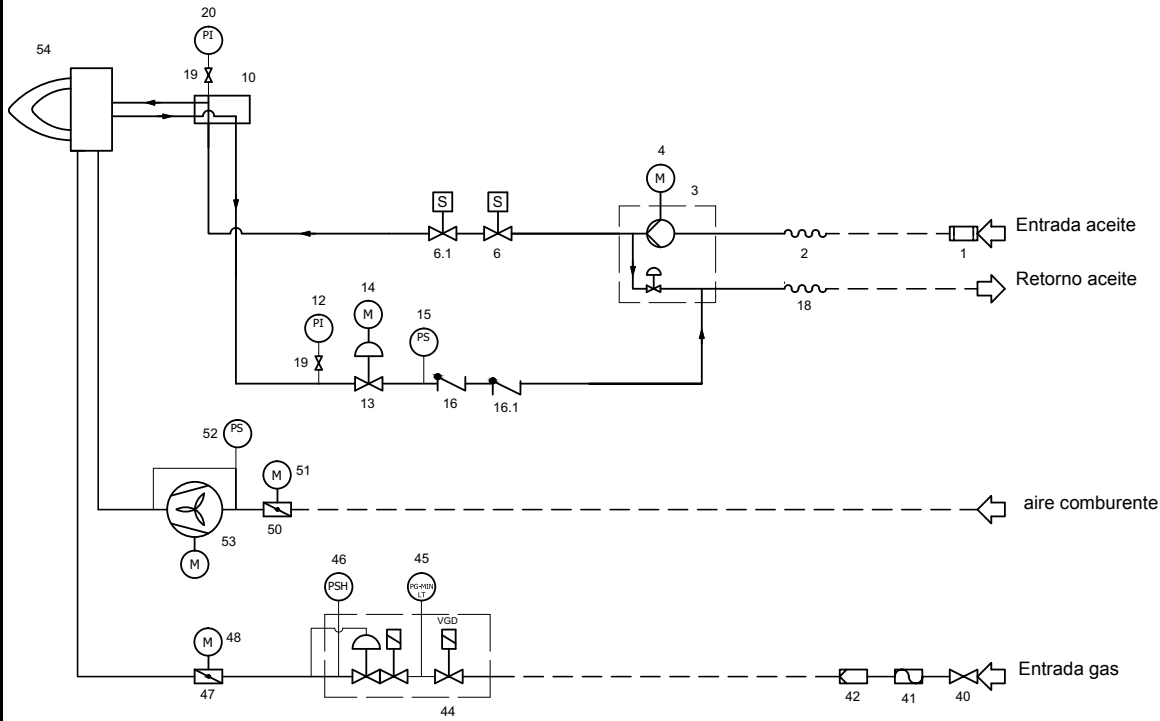 20
PI
54
19
10
4
M
3
S
S
Entrada aceite
6.1
6
2
1
Retorno aceite
14
12
M
15
18
PI
PS
19
13
16
16.1
52
PS
M
51
aire comburente
50
53
M
46
45
PSH
PG-MIN
LT
VGD
M
48
Entrada gas
47
42
41
40
44